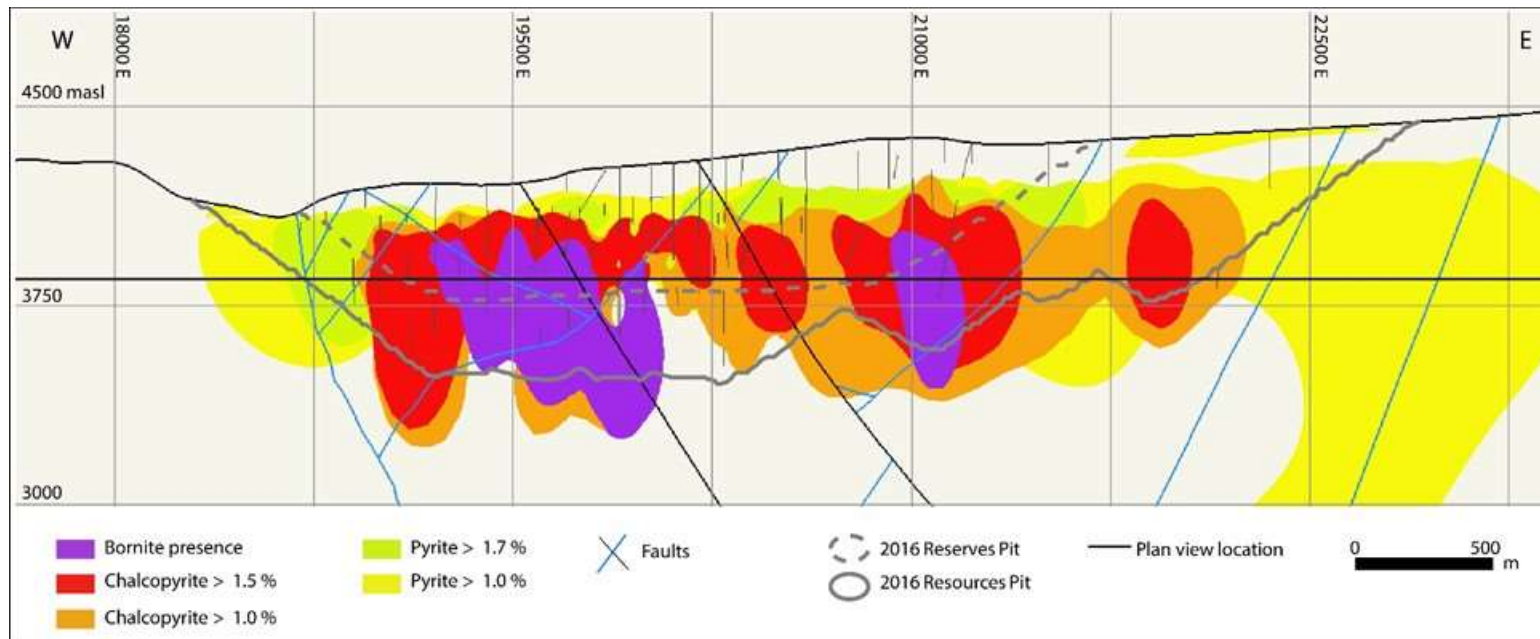 W
18000 E
19500 E
21000 E
22500 E
E
4500 masl
3750
3000
Bornite presence
Chalcopyrite > 1.5 %
Chalcopyrite > 1.0 %
Pyrite > 1.7 %
Pyrite > 1.0 %
Faults
2016 Reserves Pit
2016 Resources Pit
Plan view location
0 500
m